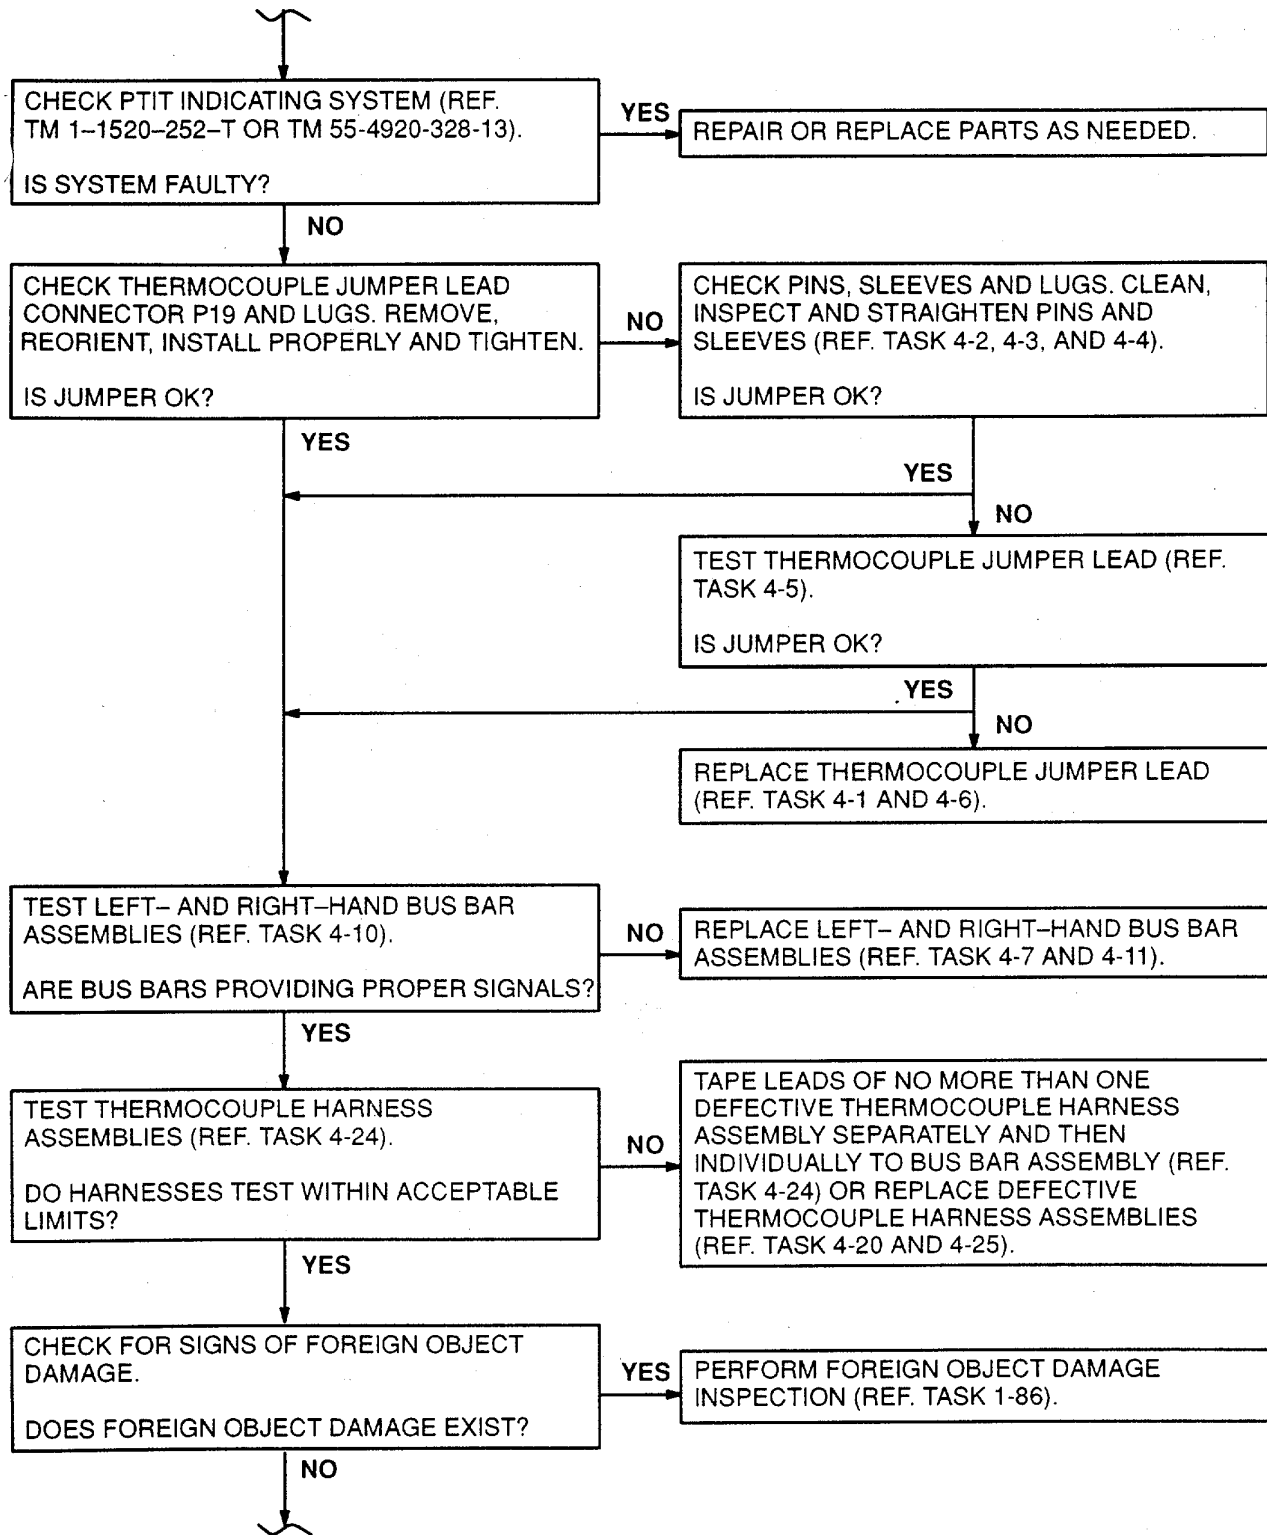 CHECK PTIT INDICATING SYSTEM (REF.
TM 1–1520–252–T OR TM 55-4920-328-13).
IS SYSTEM FAULTY?
YES
REPAIR OR REPLACE PARTS AS NEEDED.
NO
CHECK THERMOCOUPLE JUMPER LEAD
CONNECTOR P19 AND LUGS. REMOVE,
REORIENT, INSTALL PROPERLY AND TIGHTEN.
IS JUMPER OK?
NO
CHECK PINS, SLEEVES AND LUGS. CLEAN,
INSPECT AND STRAIGHTEN PINS AND
SLEEVES (REF. TASK 4-2, 4-3, AND 4-4).
IS JUMPER OK?
YES
YES
NO
TEST THERMOCOUPLE JUMPER LEAD (REF.
TASK 4-5).
IS JUMPER OK?
YES
NO
REPLACE THERMOCOUPLE JUMPER LEAD
(REF. TASK 4-1 AND 4-6).
TEST LEFT– AND RIGHT–HAND BUS BAR
ASSEMBLIES (REF. TASK 4-10).
ARE BUS BARS PROVIDING PROPER SIGNALS?
NO
REPLACE LEFT– AND RIGHT–HAND BUS BAR
ASSEMBLIES (REF. TASK 4-7 AND 4-11).
YES
TEST THERMOCOUPLE HARNESS
ASSEMBLIES (REF. TASK 4-24).
DO HARNESSES TEST WITHIN ACCEPTABLE
LIMITS?
NO
TAPE LEADS OF NO MORE THAN ONE
DEFECTIVE THERMOCOUPLE HARNESS
ASSEMBLY SEPARATELY AND THEN
INDIVIDUALLY TO BUS BAR ASSEMBLY (REF.
TASK 4-24) OR REPLACE DEFECTIVE
THERMOCOUPLE HARNESS ASSEMBLIES
(REF. TASK 4-20 AND 4-25).
YES
CHECK FOR SIGNS OF FOREIGN OBJECT
DAMAGE.
DOES FOREIGN OBJECT DAMAGE EXIST?
YES
PERFORM FOREIGN OBJECT DAMAGE
INSPECTION (REF. TASK 1-86).
NO